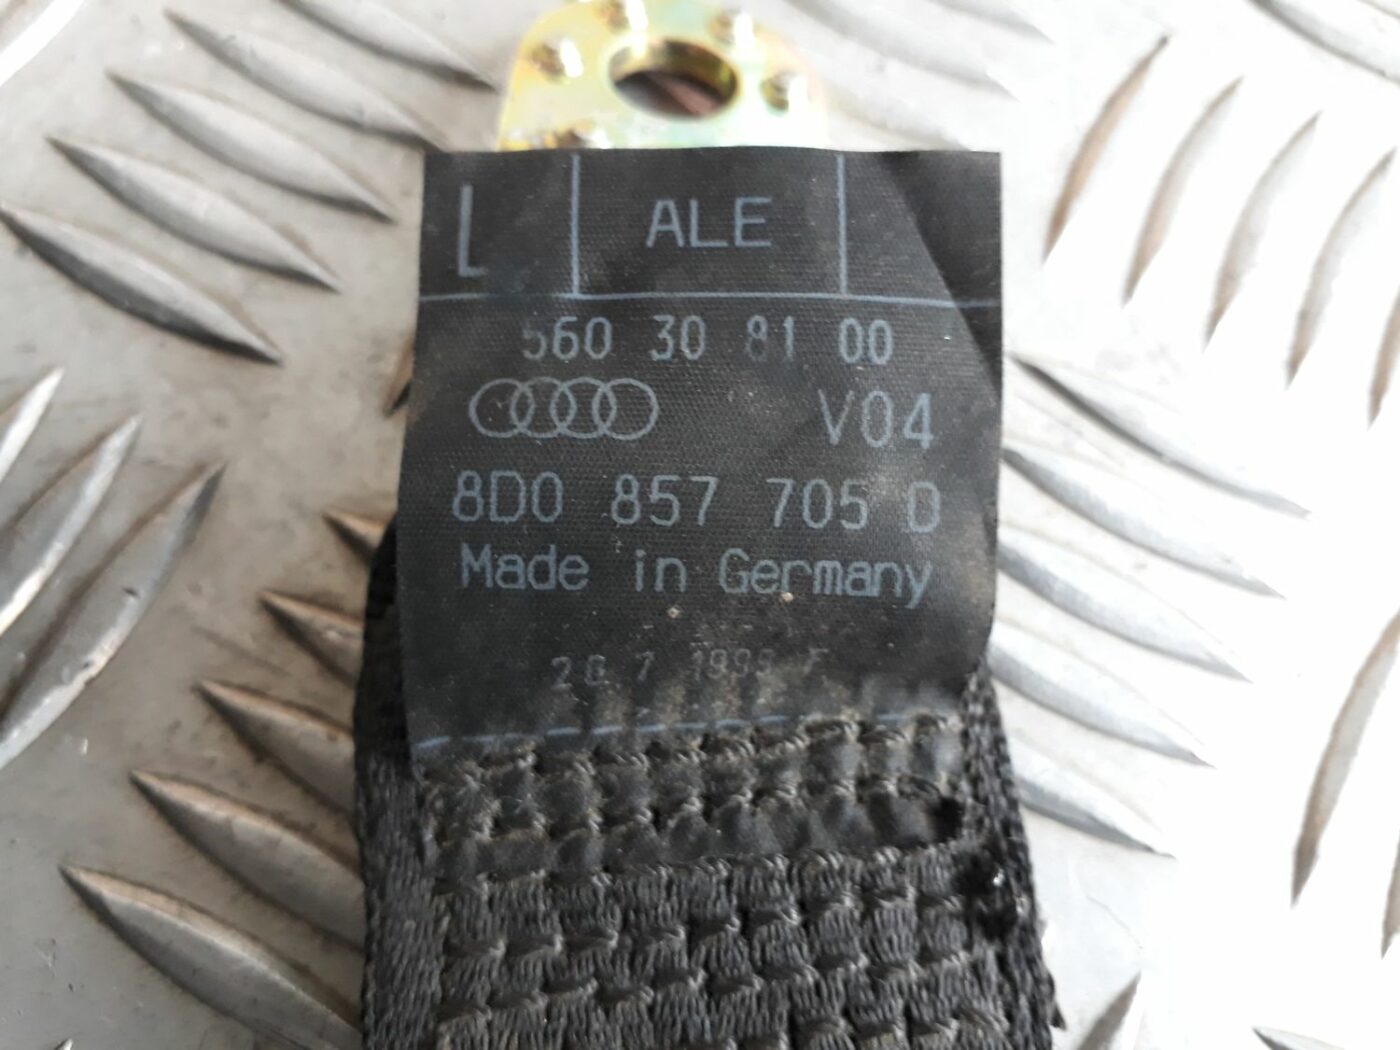 L ALE
560 30 81 00
V04
8D0 857 705 D
Made in Germany